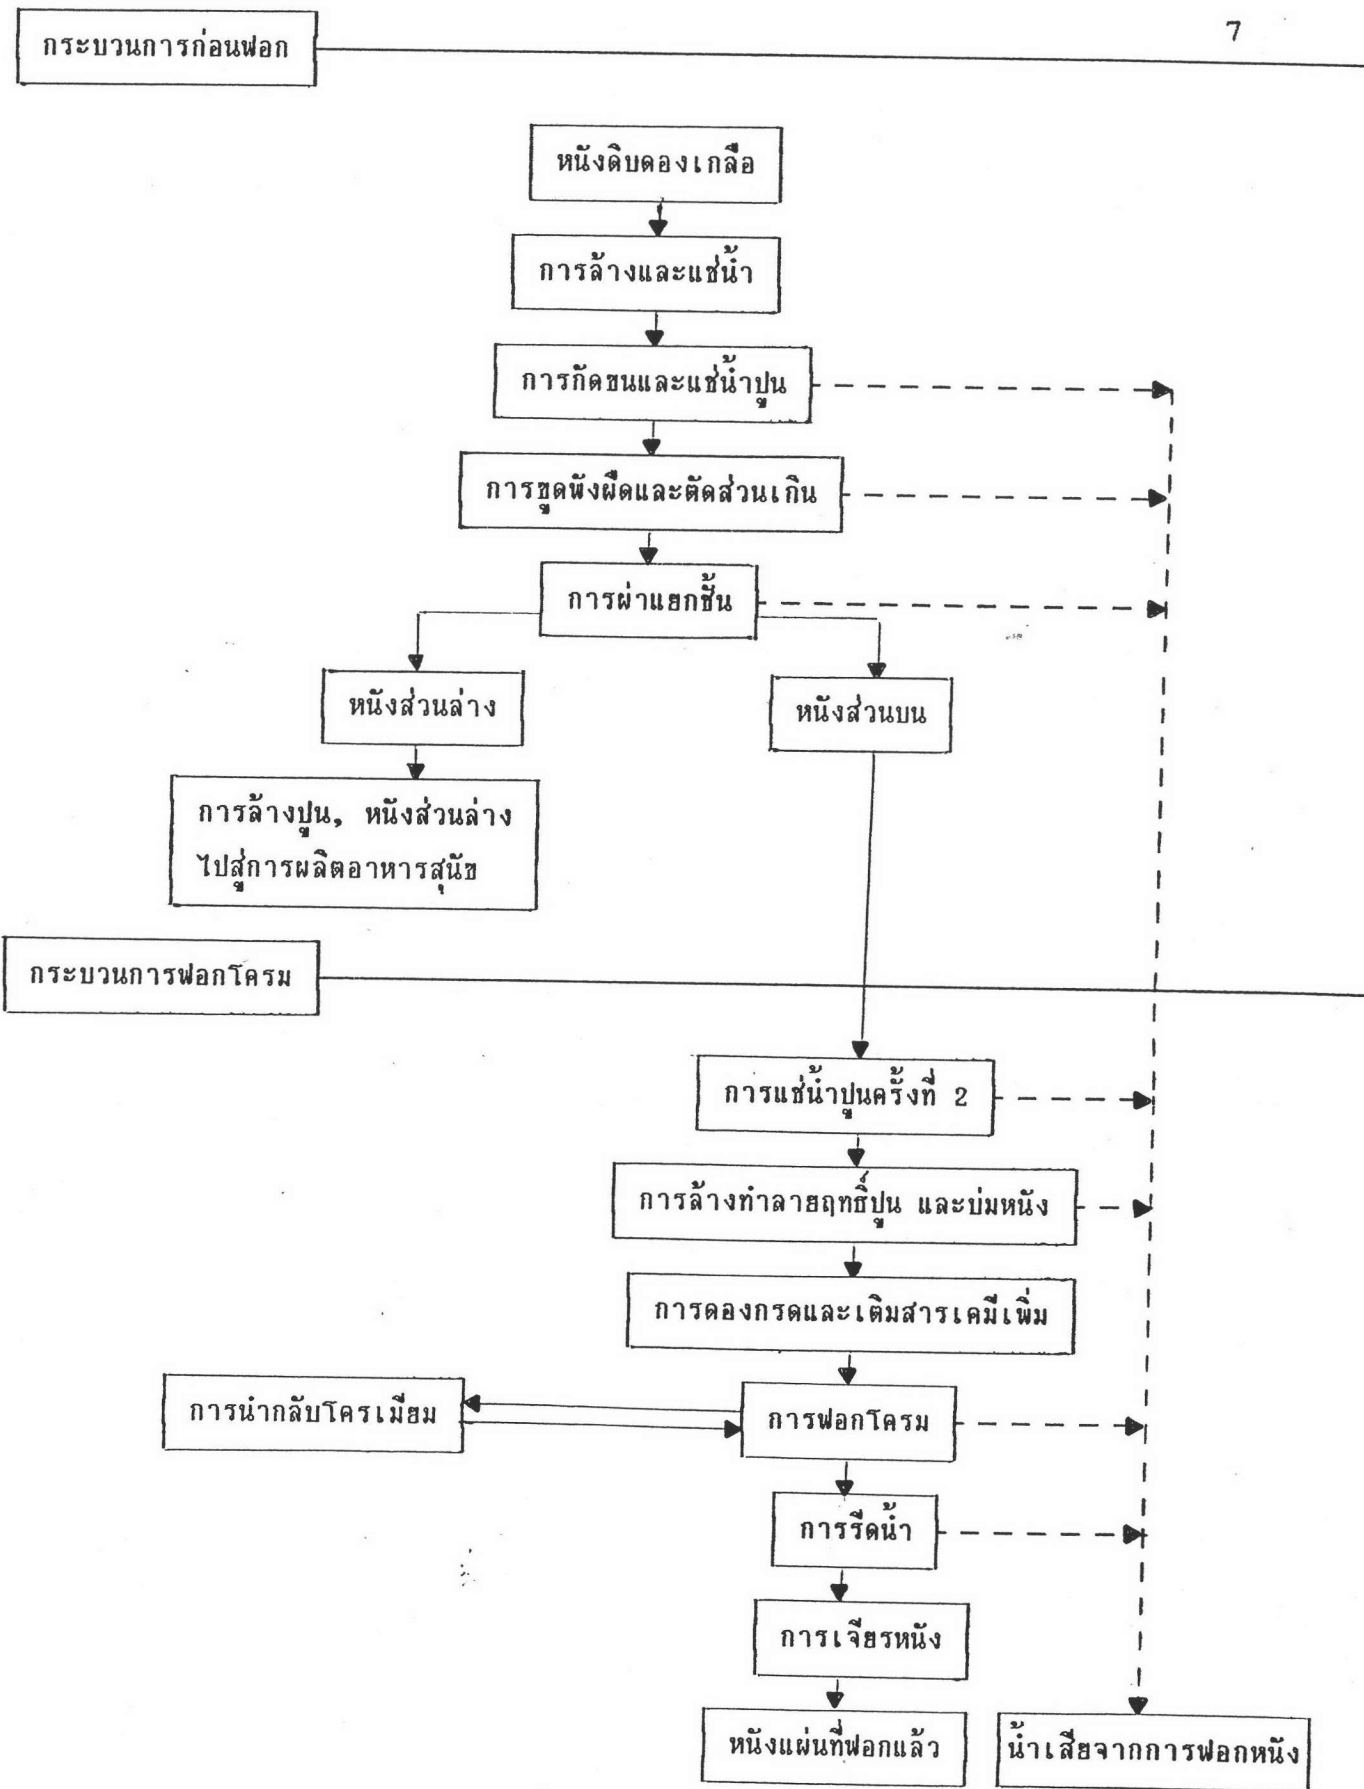 7
กระบวนการก่อนฟอก
หนังดิบดองเกลือ
การล้างและแช่น้ำ
การกัดขนและแช่น้ำปูน
การขูดพังผืดและตัดส่วนเกิน
การผ่าแยกชั้น
หนังส่วนล่าง
หนังส่วนบน
การล้างปูน, หนังส่วนล่าง
ไปสู่การผลิตอาหารสุนัข
กระบวนการฟอกโครม
การแช่น้ำปูนครั้งที่ 2
การล้างทำลายฤทธิ์ปูน และบ่มหนัง
การดองกรดและเติมสารเคมีเพิ่ม
การนำกลับโครเมียม
การฟอกโครม
การรีดน้ำ
การเจียรหนัง
หนังแผ่นที่ฟอกแล้ว
น้ำเสียจากการฟอกหนัง